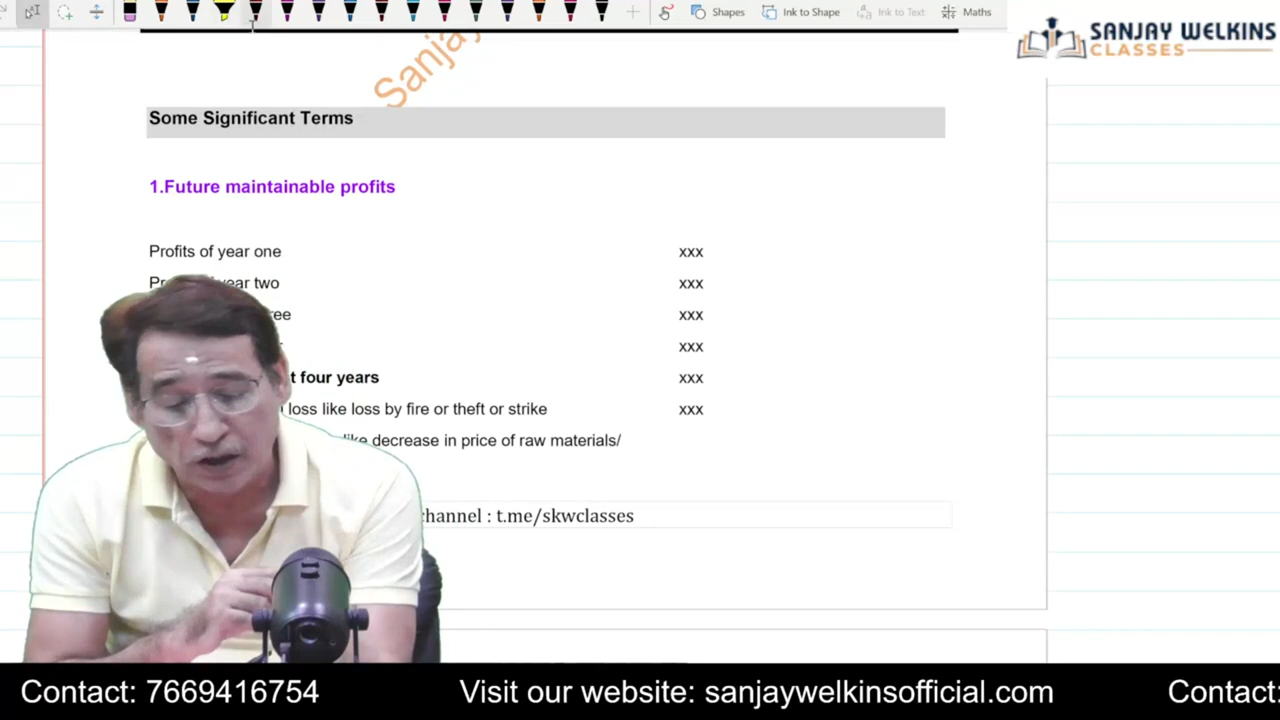 Shapes Ink to Shape Ink to Text Maths
SANJAY WELKINS
CLASSES
Sanja
Some Significant Terms
1.Future maintainable profits
Profits of year one xxx
year two xxx
xxx
xxx
four years xxx
loss like loss by fire or theft or strike xxx
decrease in price of raw materials/
channel : t.me/skwclasses
Contact: 7669416754 Visit our website: sanjaywelkinsofficial.com Contact: